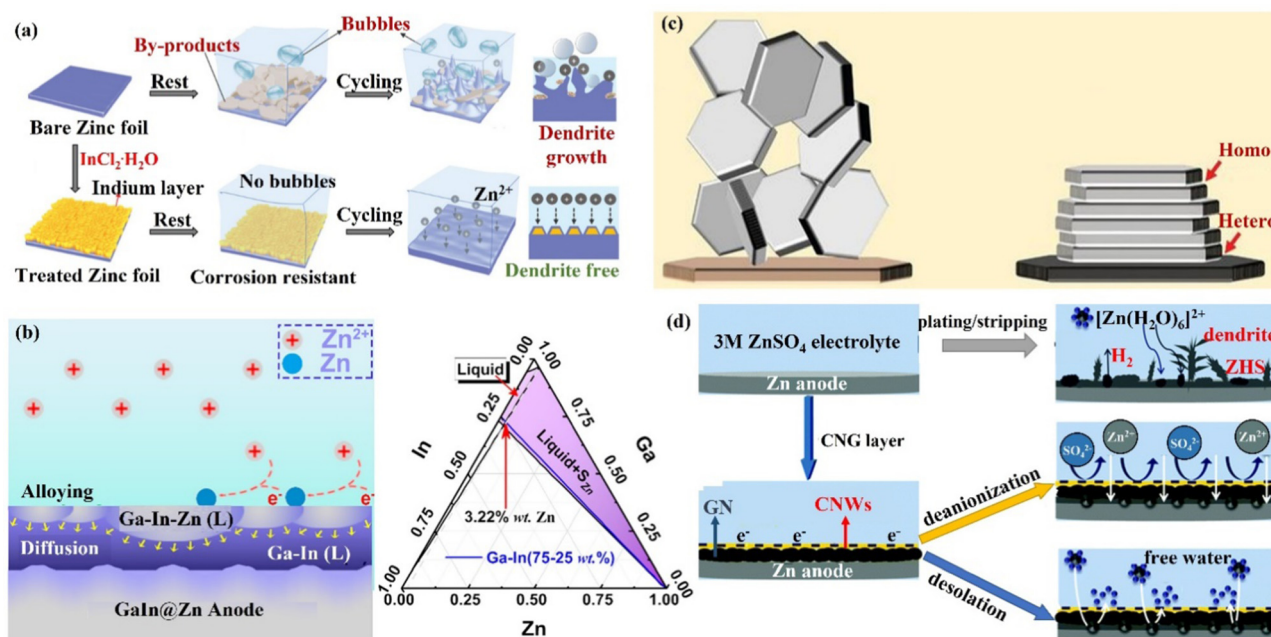 (a)
By-products
Bubbles
Rest
Cycling
Bare Zinc foil
Dendrite
growth
InCl₂·H₂O
Indium layer
No bubbles
Zn²⁺
Rest
Cycling
Treated Zinc foil
Corrosion resistant
Dendrite free
(b)
Zn²⁺
Zn
Alloying
e⁻
e⁻
Ga-In-Zn (L)
Diffusion
Ga-In (L)
GaIn@Zn Anode
Liquid
0.00
1.00
0.25
0.75
In
Ga
0.50
0.50
Liquid+S Zn
0.75
0.25
3.22% wt. Zn
Ga-In(75-25 wt.%)
1.00
0.00
0.00
0.25
0.50
0.75
1.00
Zn
(c)
Homo
Hetero
(d)
3M ZnSO₄ electrolyte
Zn anode
plating/stripping
[Zn(H₂O)₆]²⁺
H₂
dendrite
ZHS
CNG layer
GN
CNWs
e⁻
e⁻
e⁻
Zn anode
deanionization
SO₄²⁻
Zn²⁺
SO₄²⁻
Zn²⁺
desolation
free water